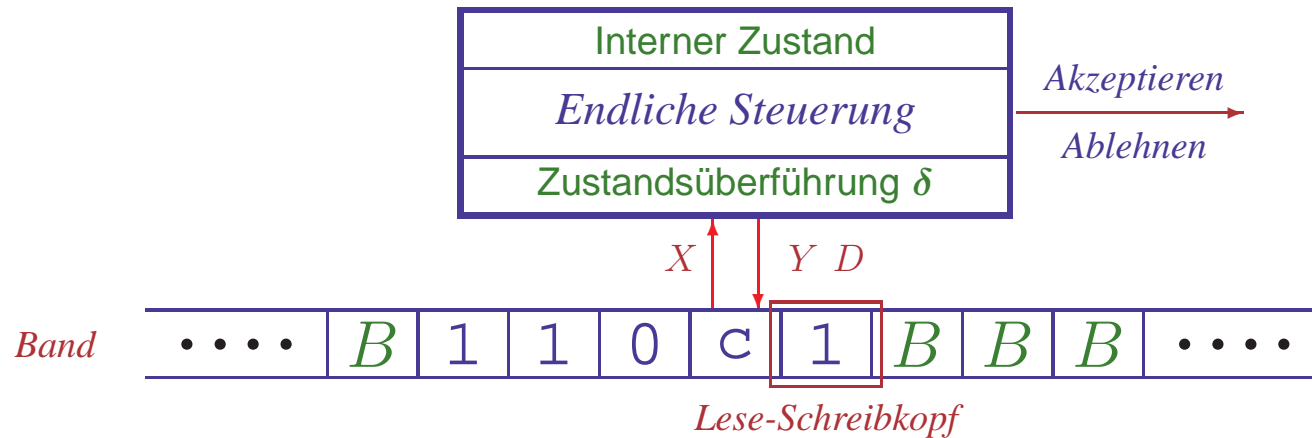 Interner Zustand
Endliche Steuerung
Zustandsüberführung δ
Akzeptieren
Ablehnen
X Y D
Band · · · · B 1 1 0 c 1 B B B · · · ·
Lese-Schreibkopf